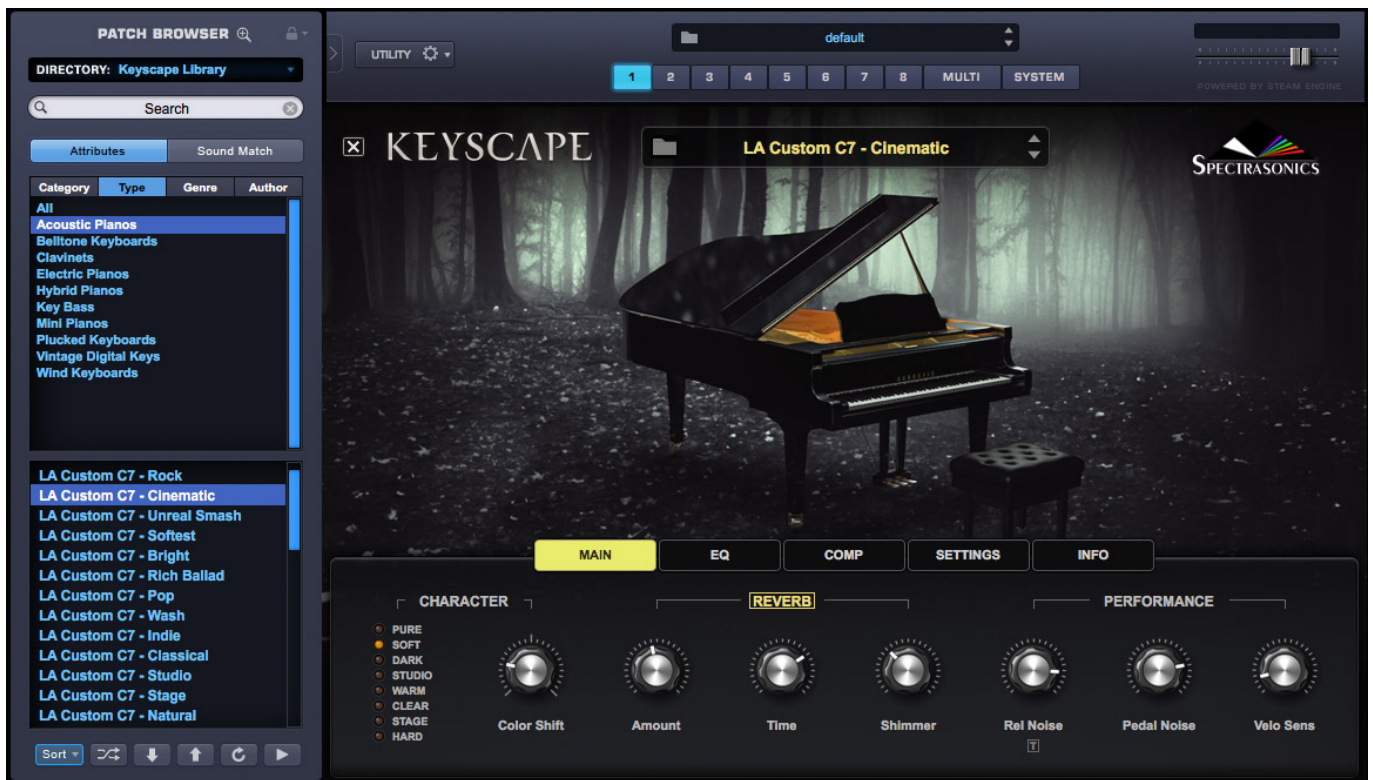 PATCH BROWSER
DIRECTORY: Keyscape Library
Search
Attributes
Sound Match
Category
Type
Genre
Author
All
Acoustic Pianos
Belltone Keyboards
Clavinets
Electric Pianos
Hybrid Pianos
Key Bass
Mini Pianos
Plucked Keyboards
Vintage Digital Keys
Wind Keyboards
LA Custom C7 - Rock
LA Custom C7 - Cinematic
LA Custom C7 - Unreal Smash
LA Custom C7 - Softest
LA Custom C7 - Bright
LA Custom C7 - Rich Ballad
LA Custom C7 - Pop
LA Custom C7 - Wash
LA Custom C7 - Indie
LA Custom C7 - Classical
LA Custom C7 - Studio
LA Custom C7 - Stage
LA Custom C7 - Natural
Sort
UTILITY
default
1 2 3 4 5 6 7 8 MULTI SYSTEM
POWERED BY STEAM ENGINE
KEYSCAPE
LA Custom C7 - Cinematic
SPECTRASONICS
MAIN
EQ
COMP
SETTINGS
INFO
CHARACTER
PURE
SOFT
DARK
STUDIO
WARM
CLEAR
STAGE
HARD
Color Shift
REVERB
Amount
Time
Shimmer
PERFORMANCE
Rel Noise
T
Pedal Noise
Velo Sens